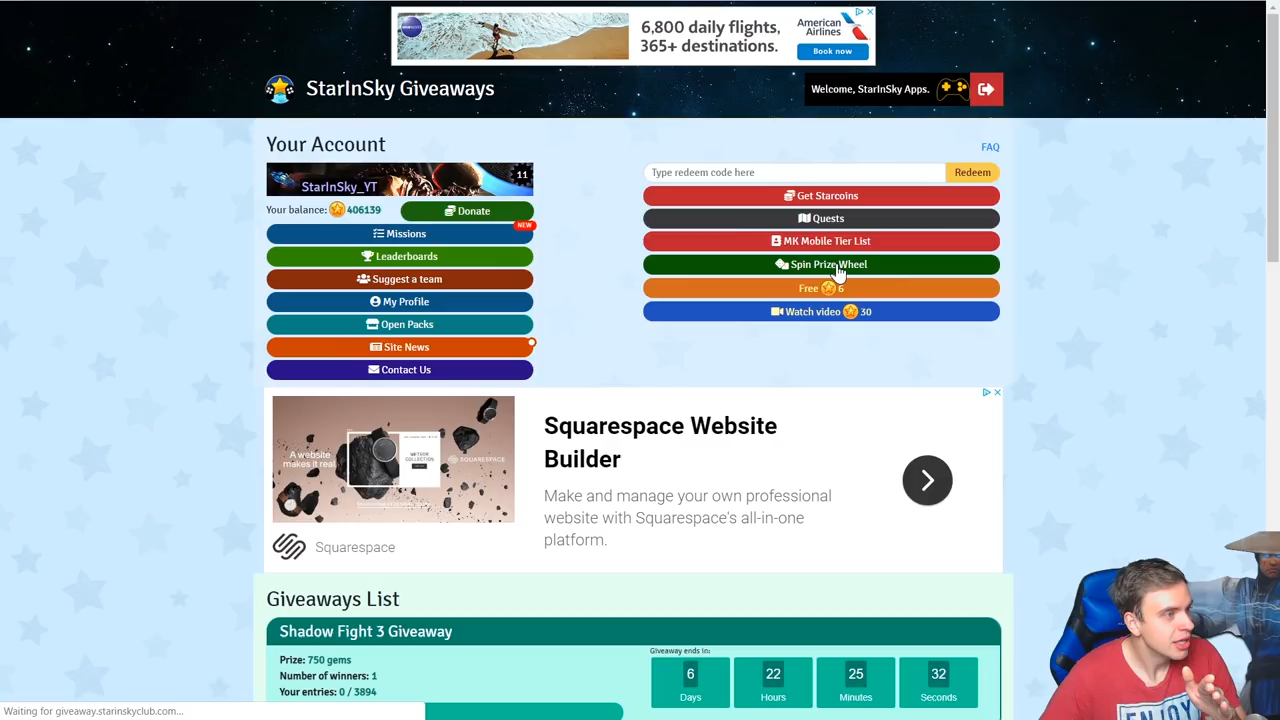 6,800 daily flights,
365+ destinations.
American
Airlines
Book now
StarInSky Giveaways
Welcome, StarInSky Apps.
Your Account
FAQ
StarInSky_YT
11
Type redeem code here
Redeem
Your balance: 406139
Donate
Get Starcoins
Missions
NEW
Quests
Leaderboards
MK Mobile Tier List
Suggest a team
Spin Prize Wheel
My Profile
Free 6
Open Packs
Watch video 30
Site News
Contact Us
A website
makes it real
Squarespace Website
Builder
Make and manage your own professional
website with Squarespace's all-in-one
platform.
Squarespace
Giveaways List
Shadow Fight 3 Giveaway
Prize: 750 gems
Number of winners: 1
Your entries: 0 / 3894
Giveaway ends in:
6 22 25 32
Days Hours Minutes Seconds
Waiting for giveaway.starinskyclub.com...